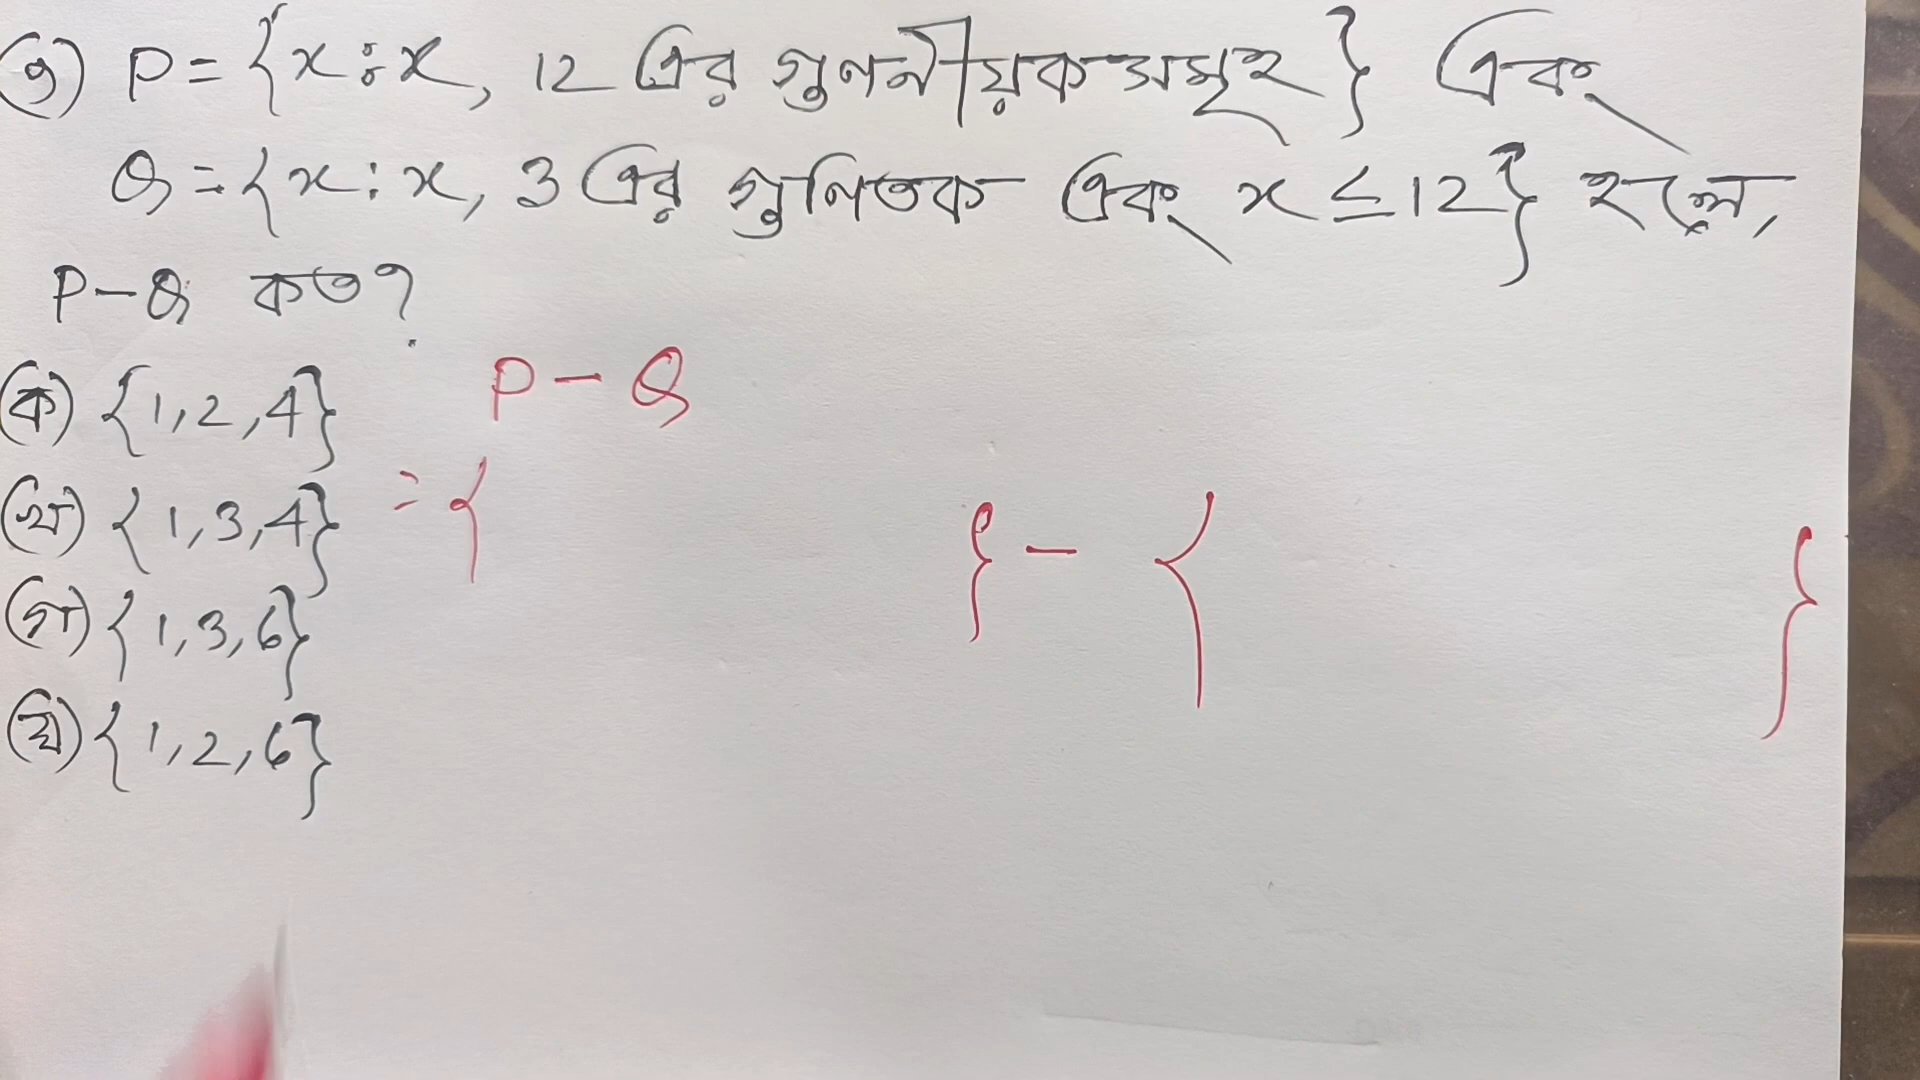 ৩) P = {x : x, 12 এর গুণনীয়কসমূহ} এবং
Q = {x : x, 3 এর গুণিতক এবং x ≤ 12} হলে,
P - Q কত?
(ক) {1, 2, 4}
(খ) {1, 3, 4}
(গ) {1, 3, 6}
(ঘ) {1, 2, 6}
P - Q
= { } - { }